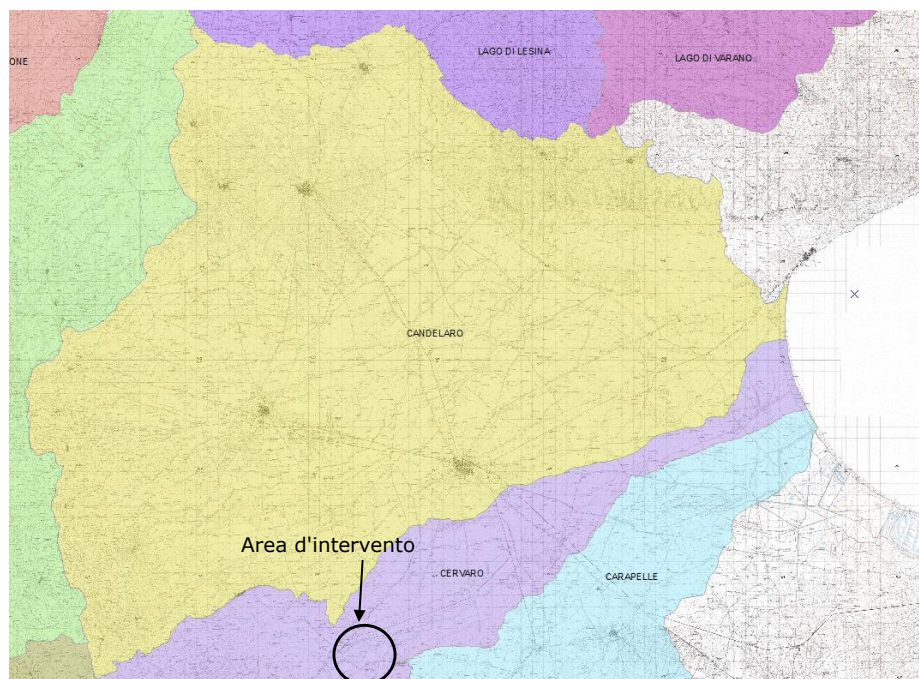 LAGO DI LESINA
LAGO DI VARANO
ONE
CANDELARO
Area d'intervento
CERVARO
CARAPELLE